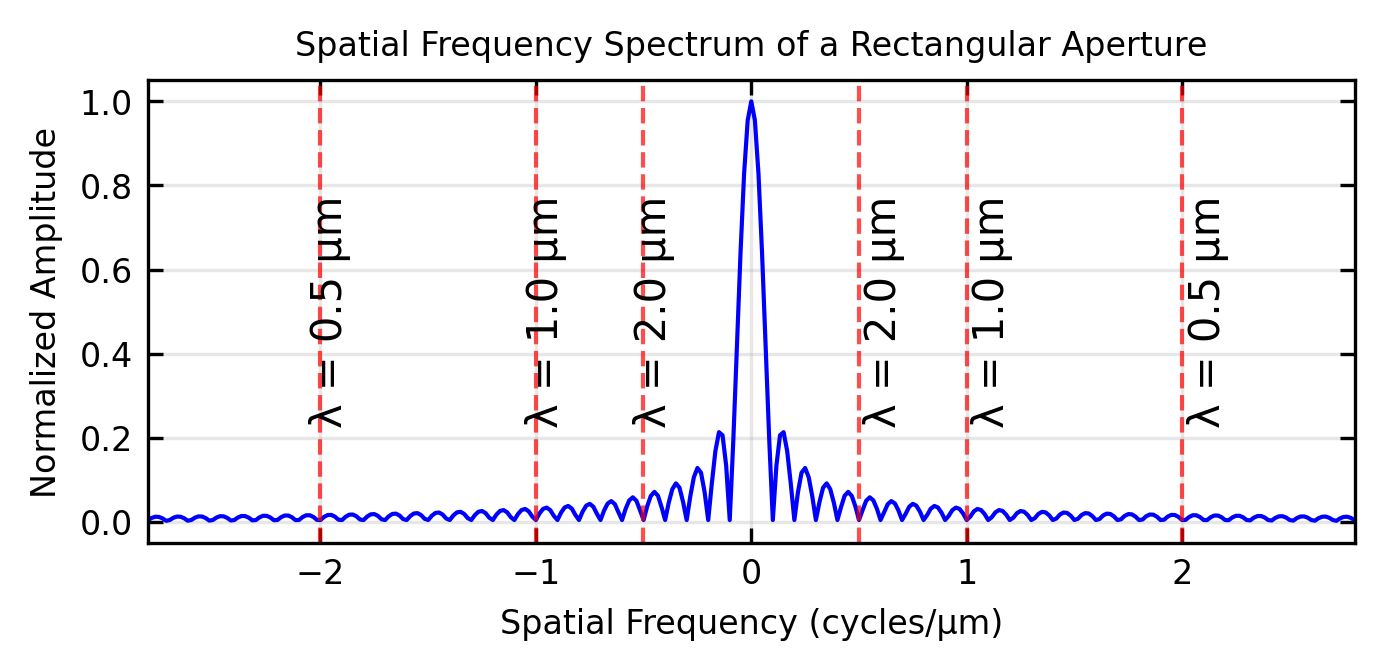 Spatial Frequency Spectrum of a Rectangular Aperture
Normalized Amplitude
1.0
0.8
0.6
0.4
0.2
0.0
λ = 0.5 µm
λ = 1.0 µm
λ = 2.0 µm
λ = 2.0 µm
λ = 1.0 µm
λ = 0.5 µm
−2
−1
0
1
2
Spatial Frequency (cycles/µm)